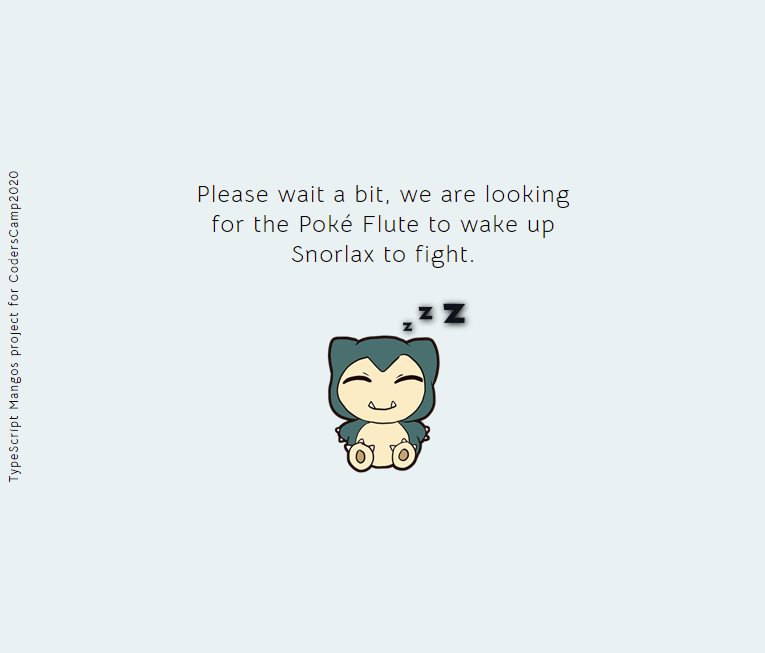 Please wait a bit, we are looking
for the Poké Flute to wake up
Snorlax to fight.
z z z
TypeScript Mangos project for CodersCamp2020